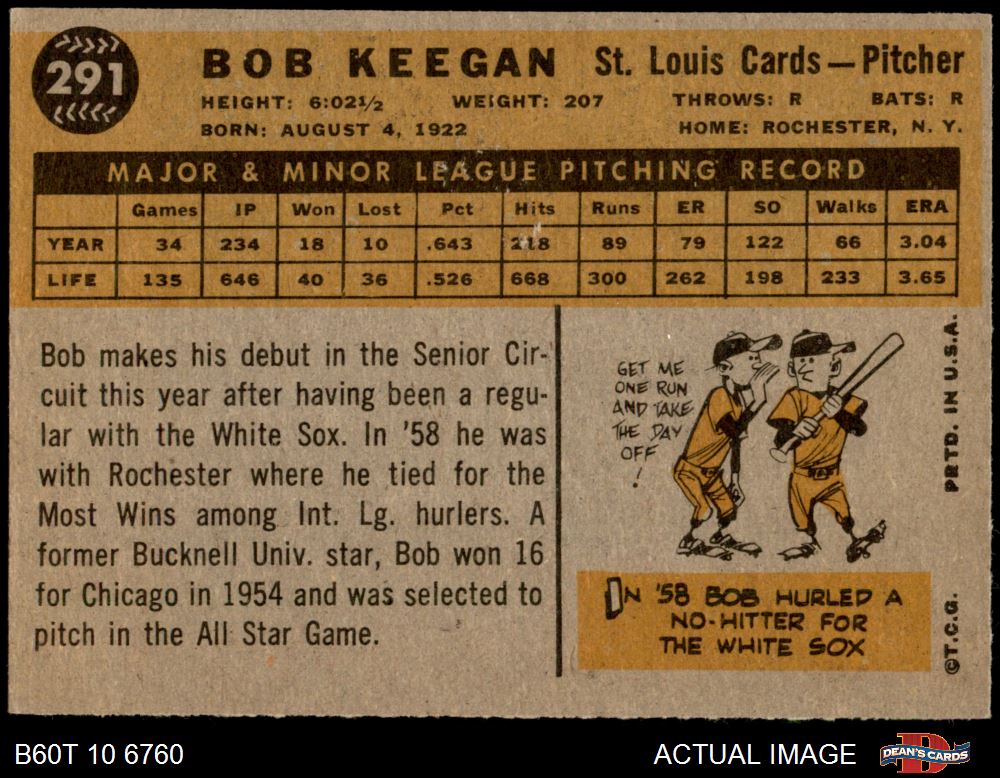 291
BOB KEEGAN St. Louis Cards—Pitcher
HEIGHT: 6:02½ WEIGHT: 207 THROWS: R BATS: R
BORN: AUGUST 4, 1922 HOME: ROCHESTER, N. Y.
MAJOR & MINOR LEAGUE PITCHING RECORD
Games IP Won Lost Pct Hits Runs ER SO Walks ERA
YEAR 34 234 18 10 .643 218 89 79 122 66 3.04
LIFE 135 646 40 36 .526 668 300 262 198 233 3.65
Bob makes his debut in the Senior Cir-
cuit this year after having been a regu-
lar with the White Sox. In '58 he was
with Rochester where he tied for the
Most Wins among Int. Lg. hurlers. A
former Bucknell Univ. star, Bob won 16
for Chicago in 1954 and was selected to
pitch in the All Star Game.
GET ME
ONE RUN
AND TAKE
THE DAY
OFF
!
IN '58 BOB HURLED A
NO-HITTER FOR
THE WHITE SOX
©T.C.G. PRTD. IN U.S.A.
B60T 10 6760 ACTUAL IMAGE
DEAN'S CARDS